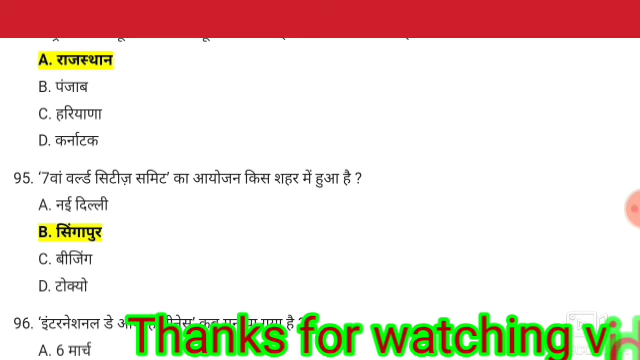 A. राजस्थान
B. पंजाब
C. हरियाणा
D. कर्नाटक
95. ‘7वां वर्ल्ड सिटीज़ समिट’ का आयोजन किस शहर में हुआ है ?
A. नई दिल्ली
B. सिंगापुर
C. बीजिंग
D. टोक्यो
96. ‘इंटरनेशनल डे है ?
Thanks for watching vid
A. 6 मार्च